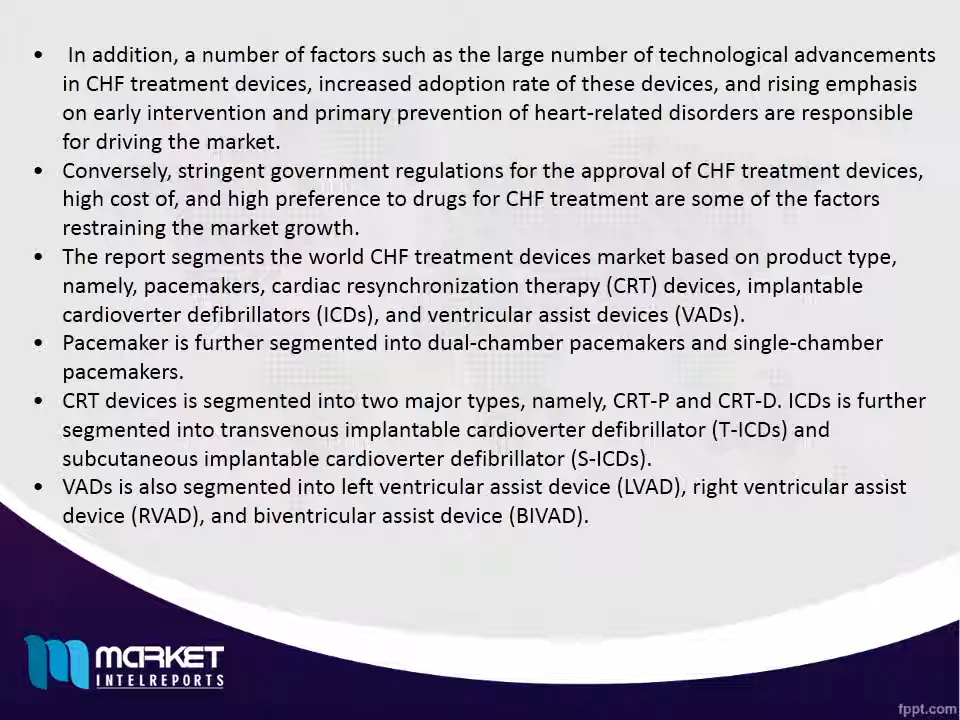 • In addition, a number of factors such as the large number of technological advancements
in CHF treatment devices, increased adoption rate of these devices, and rising emphasis
on early intervention and primary prevention of heart-related disorders are responsible
for driving the market.
• Conversely, stringent government regulations for the approval of CHF treatment devices,
high cost of, and high preference to drugs for CHF treatment are some of the factors
restraining the market growth.
• The report segments the world CHF treatment devices market based on product type,
namely, pacemakers, cardiac resynchronization therapy (CRT) devices, implantable
cardioverter defibrillators (ICDs), and ventricular assist devices (VADs).
• Pacemaker is further segmented into dual-chamber pacemakers and single-chamber
pacemakers.
• CRT devices is segmented into two major types, namely, CRT-P and CRT-D. ICDs is further
segmented into transvenous implantable cardioverter defibrillator (T-ICDs) and
subcutaneous implantable cardioverter defibrillator (S-ICDs).
• VADs is also segmented into left ventricular assist device (LVAD), right ventricular assist
device (RVAD), and biventricular assist device (BIVAD).
MARKET
INTELREPORTS
fppt.com